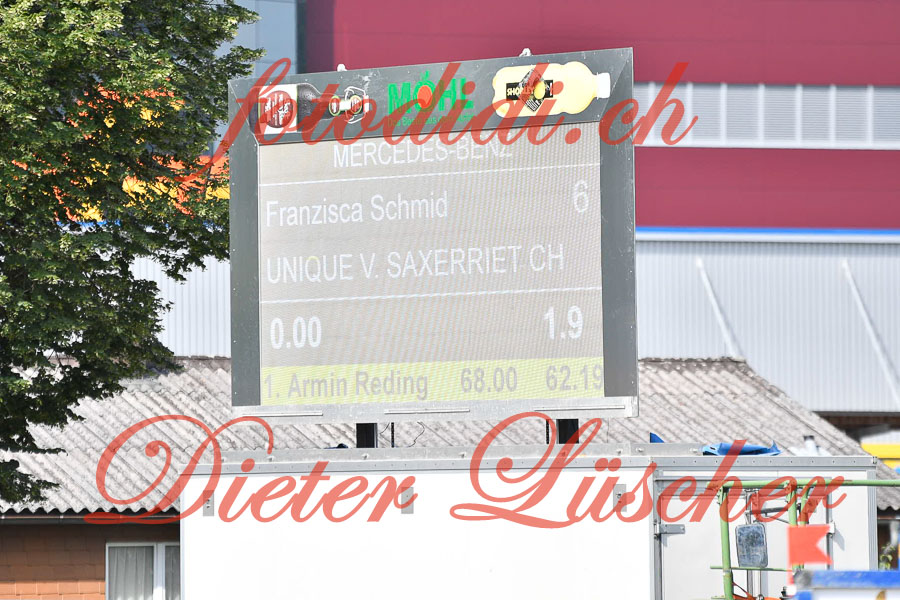 MÖHL
SHORLEY
fotodidi.ch
MERCEDES-BENZ
Franzisca Schmid 6
UNIQUE V. SAXERRIET CH
0.00 1.9
1. Armin Reding 68.00 62.19
Dieter Lüscher